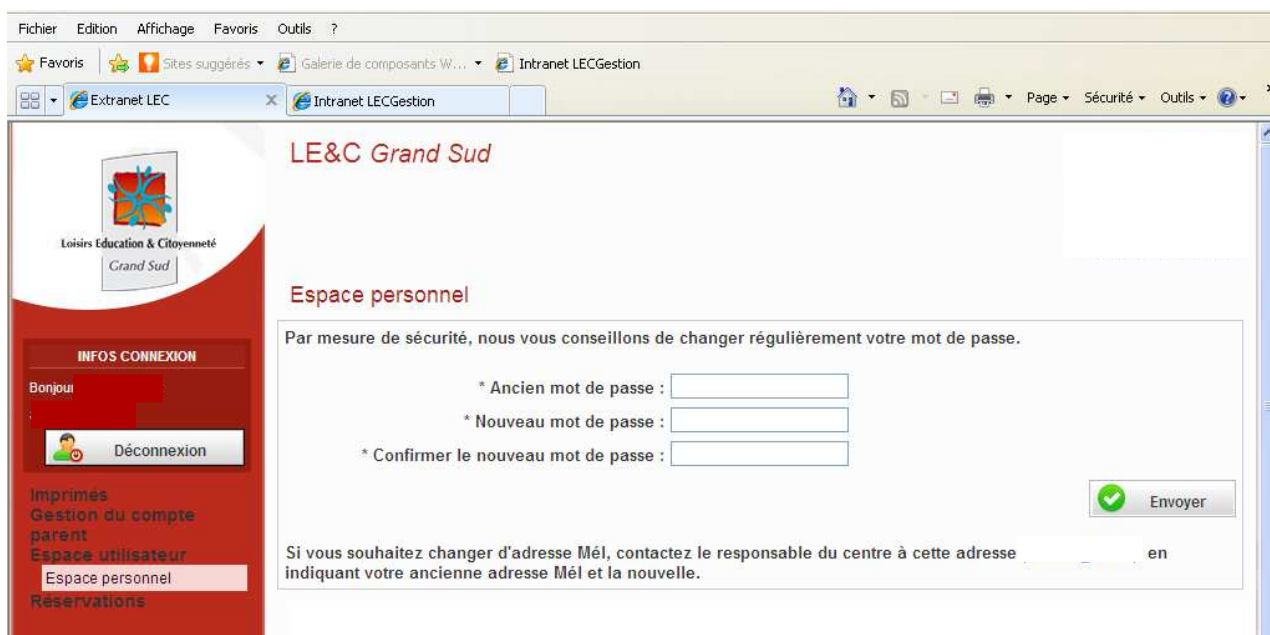 Fichier Edition Affichage Favoris Outils ?
Favoris Sites suggérés Galerie de composants W... Intranet LECGestion
Extranet LEC Intranet LECGestion Page Sécurité Outils
LE&C Grand Sud
Loisirs Education & Citoyenneté
Grand Sud
Espace personnel
Par mesure de sécurité, nous vous conseillons de changer régulièrement votre mot de passe.
INFOS CONNEXION
Bonjour
* Ancien mot de passe :
* Nouveau mot de passe :
* Confirmer le nouveau mot de passe :
Déconnexion
Envoyer
Imprimés
Gestion du compte
parent
Espace utilisateur
Espace personnel
Réservations
Si vous souhaitez changer d'adresse Mél, contactez le responsable du centre à cette adresse en
indiquant votre ancienne adresse Mél et la nouvelle.